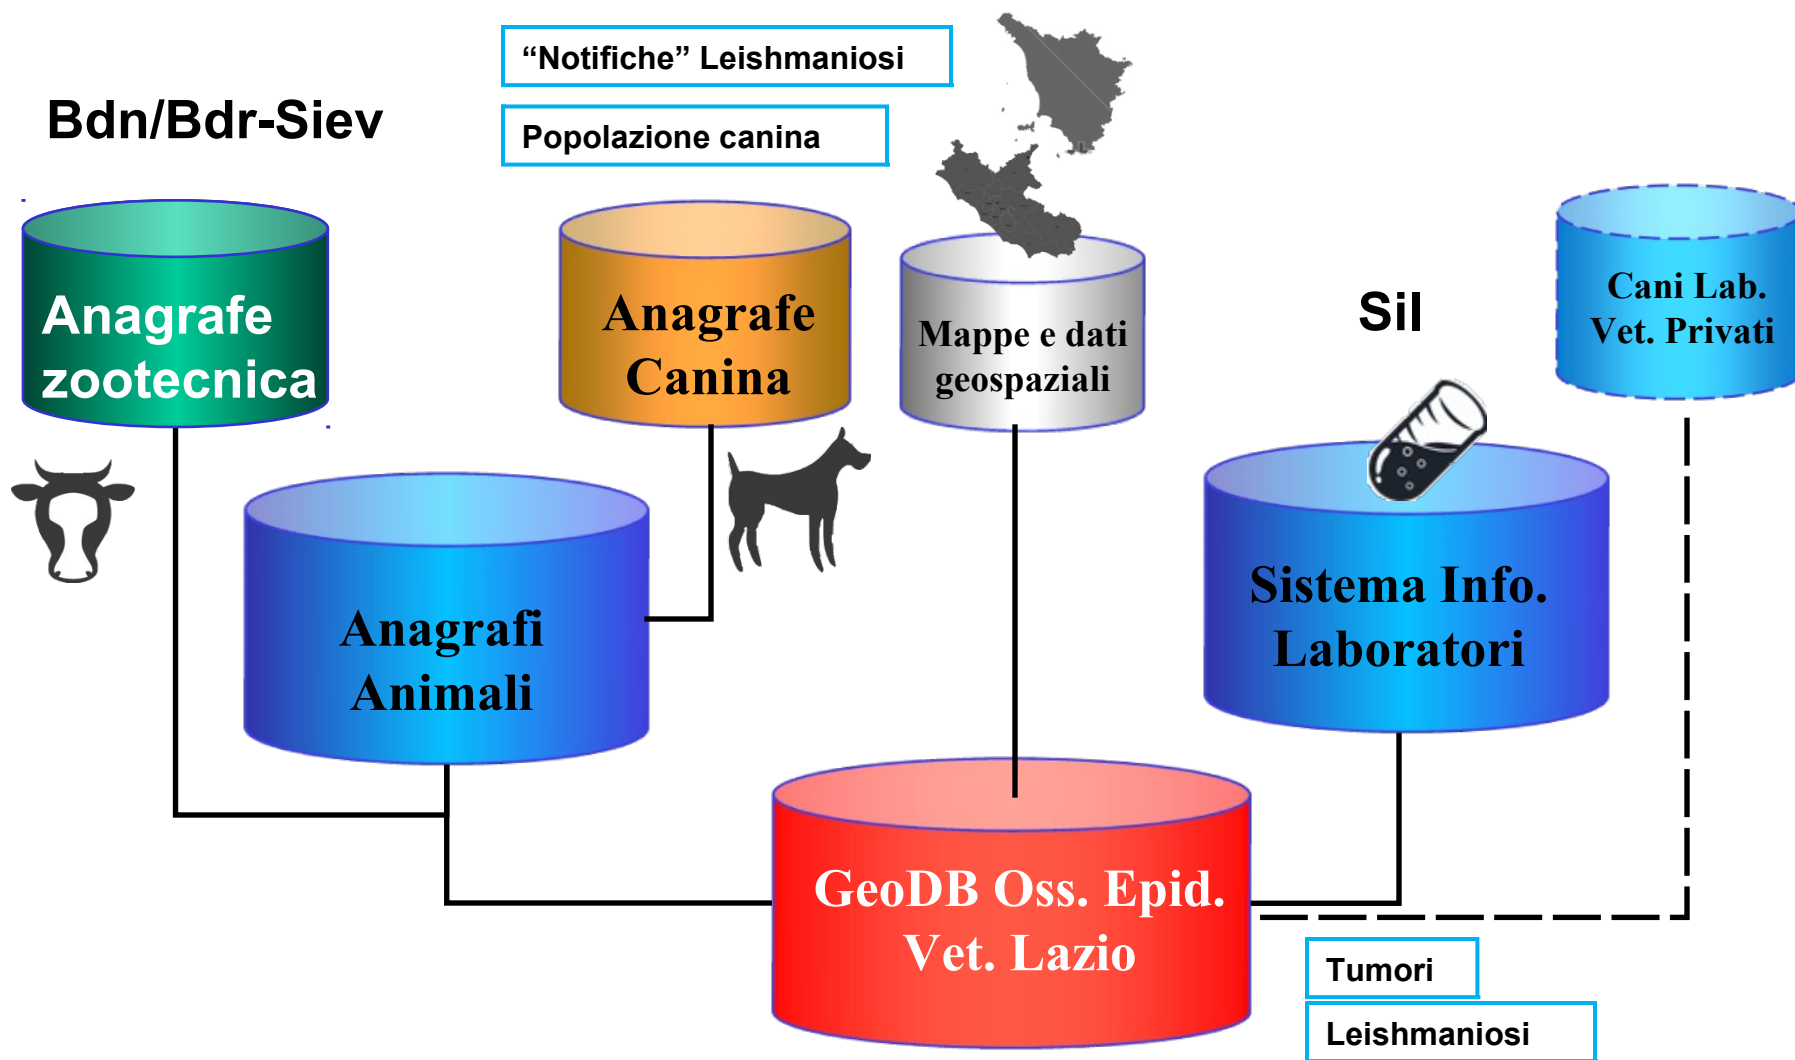 “Notifiche” Leishmaniosi
Bdn/Bdr-Siev
Popolazione canina
Anagrafe
zootecnica
Anagrafe
Canina
Mappe e dati
geospaziali
Sil
Cani Lab.
Vet. Privati
Anagrafi
Animali
Sistema Info.
Laboratori
GeoDB Oss. Epid.
Vet. Lazio
Tumori
Leishmaniosi